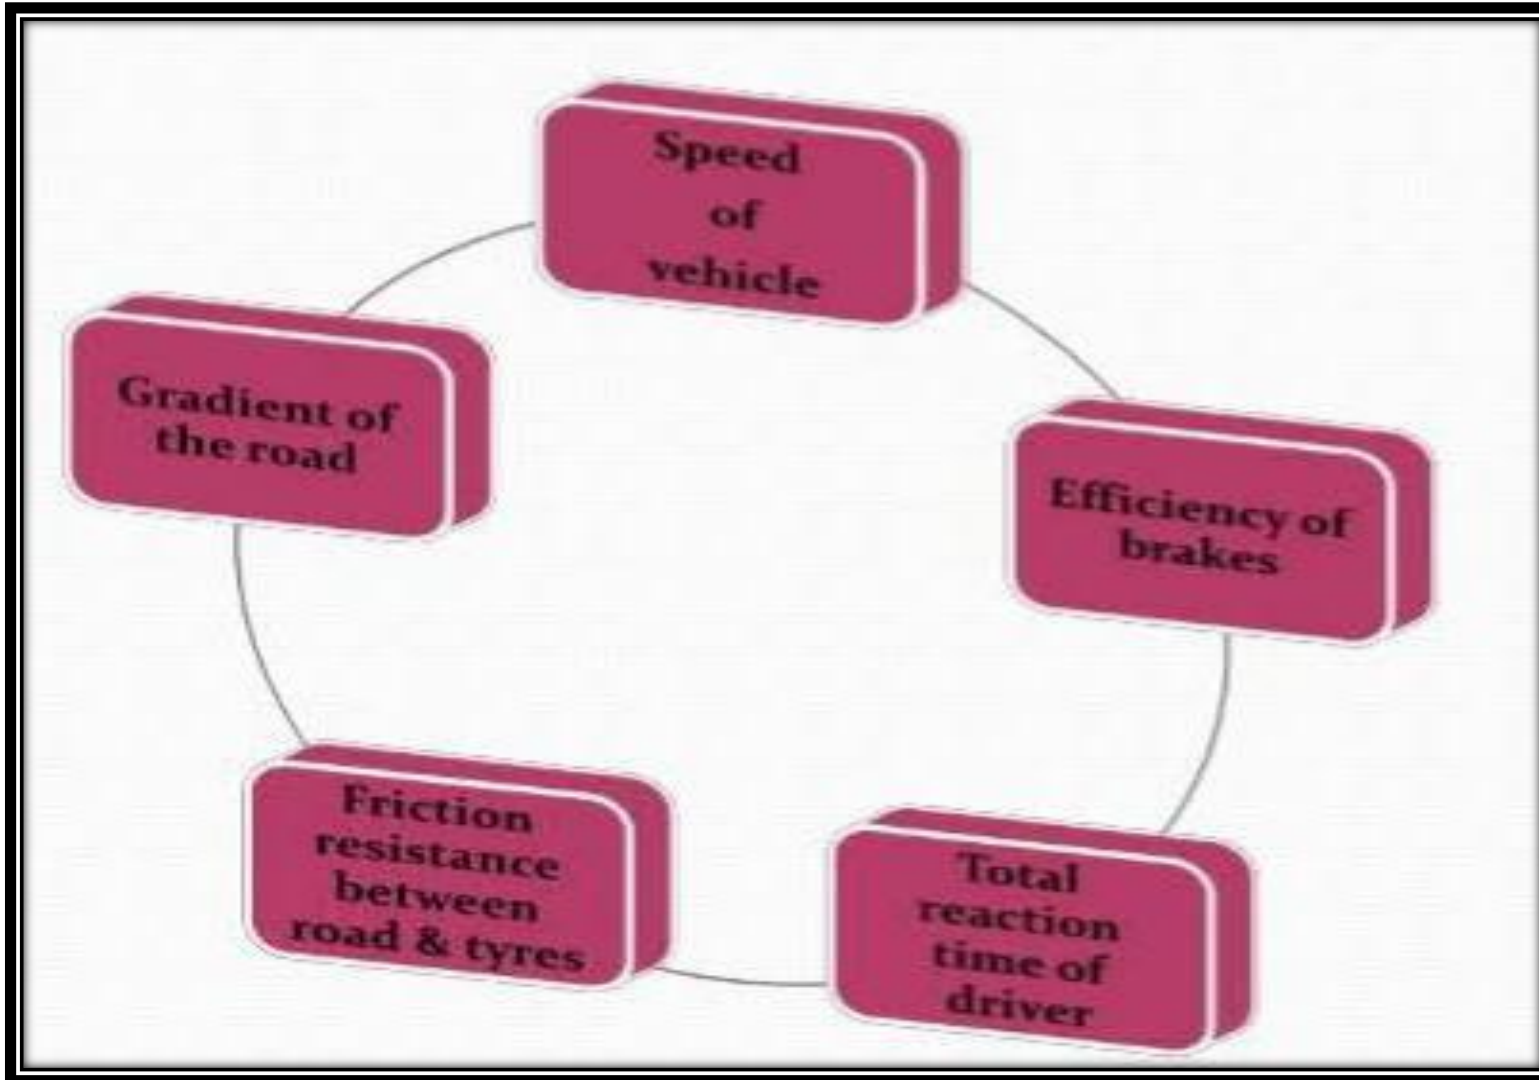 Speed
of
vehicle
Efficiency of
brakes
Total
reaction
time of
driver
Friction
resistance
between
road & tyres
Gradient of
the road